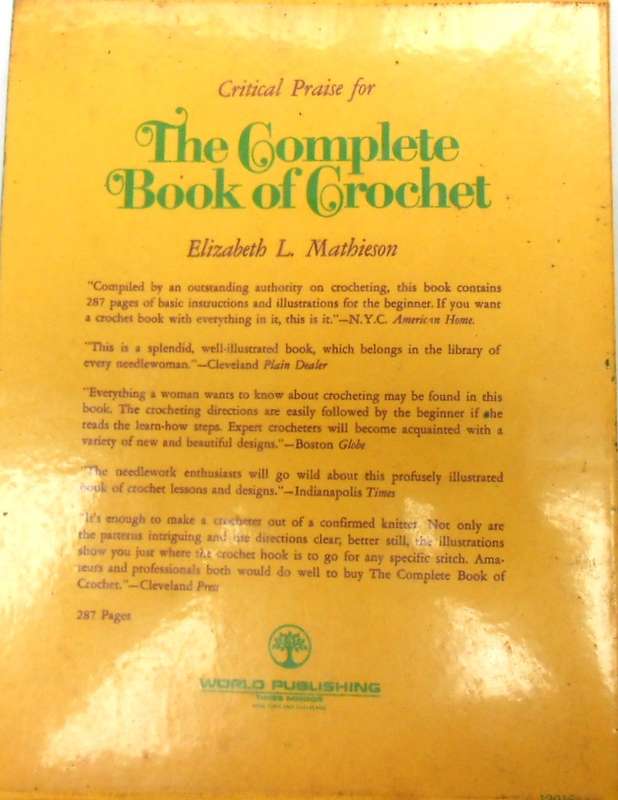 Critical Praise for
The Complete
Book of Crochet
Elizabeth L. Mathieson
"Compiled by an outstanding authority on crocheting, this book contains
287 pages of basic instructions and illustrations for the beginner. If you want
a crochet book with everything in it, this is it."—N.Y.C. American Home.
"This is a splendid, well-illustrated book, which belongs in the library of
every needlewoman."—Cleveland Plain Dealer
"Everything a woman wants to know about crocheting may be found in this
book. The crocheting directions are easily followed by the beginner if she
reads the learn-how steps. Expert crocheters will become acquainted with a
variety of new and beautiful designs."—Boston Globe
"The needlework enthusiasts will go wild about this profusely illustrated
book of crochet lessons and designs."—Indianapolis Times
"It's enough to make a crocheter out of a confirmed knitter. Not only are
the patterns intriguing and the directions clear; better still, the illustrations
show you just where the crochet hook is to go for any specific stitch. Ama-
teurs and professionals both would do well to buy The Complete Book of
Crochet."—Cleveland Press
287 Pages
WORLD PUBLISHING
TIMES MIRROR